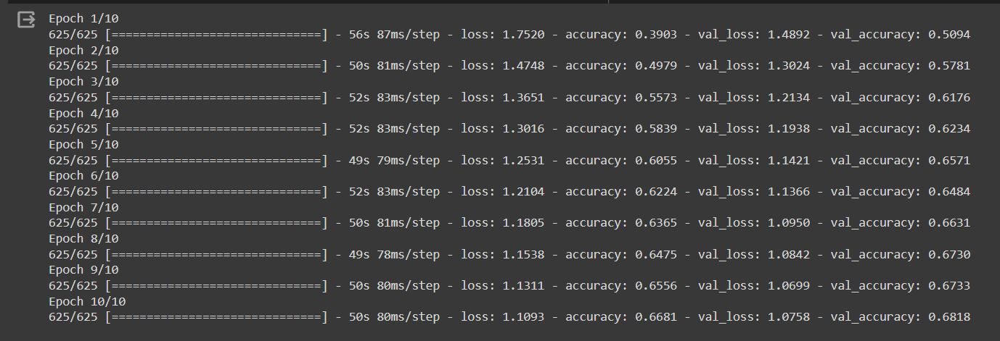 Epoch 1/10
625/625 [==============================] - 56s 87ms/step - loss: 1.7520 - accuracy: 0.3903 - val_loss: 1.4892 - val_accuracy: 0.5094
Epoch 2/10
625/625 [==============================] - 50s 81ms/step - loss: 1.4748 - accuracy: 0.4979 - val_loss: 1.3024 - val_accuracy: 0.5781
Epoch 3/10
625/625 [==============================] - 52s 83ms/step - loss: 1.3651 - accuracy: 0.5573 - val_loss: 1.2134 - val_accuracy: 0.6176
Epoch 4/10
625/625 [==============================] - 52s 83ms/step - loss: 1.3016 - accuracy: 0.5839 - val_loss: 1.1938 - val_accuracy: 0.6234
Epoch 5/10
625/625 [==============================] - 49s 79ms/step - loss: 1.2531 - accuracy: 0.6055 - val_loss: 1.1421 - val_accuracy: 0.6571
Epoch 6/10
625/625 [==============================] - 52s 83ms/step - loss: 1.2104 - accuracy: 0.6224 - val_loss: 1.1366 - val_accuracy: 0.6484
Epoch 7/10
625/625 [==============================] - 50s 81ms/step - loss: 1.1805 - accuracy: 0.6365 - val_loss: 1.0950 - val_accuracy: 0.6631
Epoch 8/10
625/625 [==============================] - 49s 78ms/step - loss: 1.1538 - accuracy: 0.6475 - val_loss: 1.0842 - val_accuracy: 0.6730
Epoch 9/10
625/625 [==============================] - 50s 80ms/step - loss: 1.1311 - accuracy: 0.6556 - val_loss: 1.0699 - val_accuracy: 0.6733
Epoch 10/10
625/625 [==============================] - 50s 80ms/step - loss: 1.1093 - accuracy: 0.6681 - val_loss: 1.0758 - val_accuracy: 0.6818